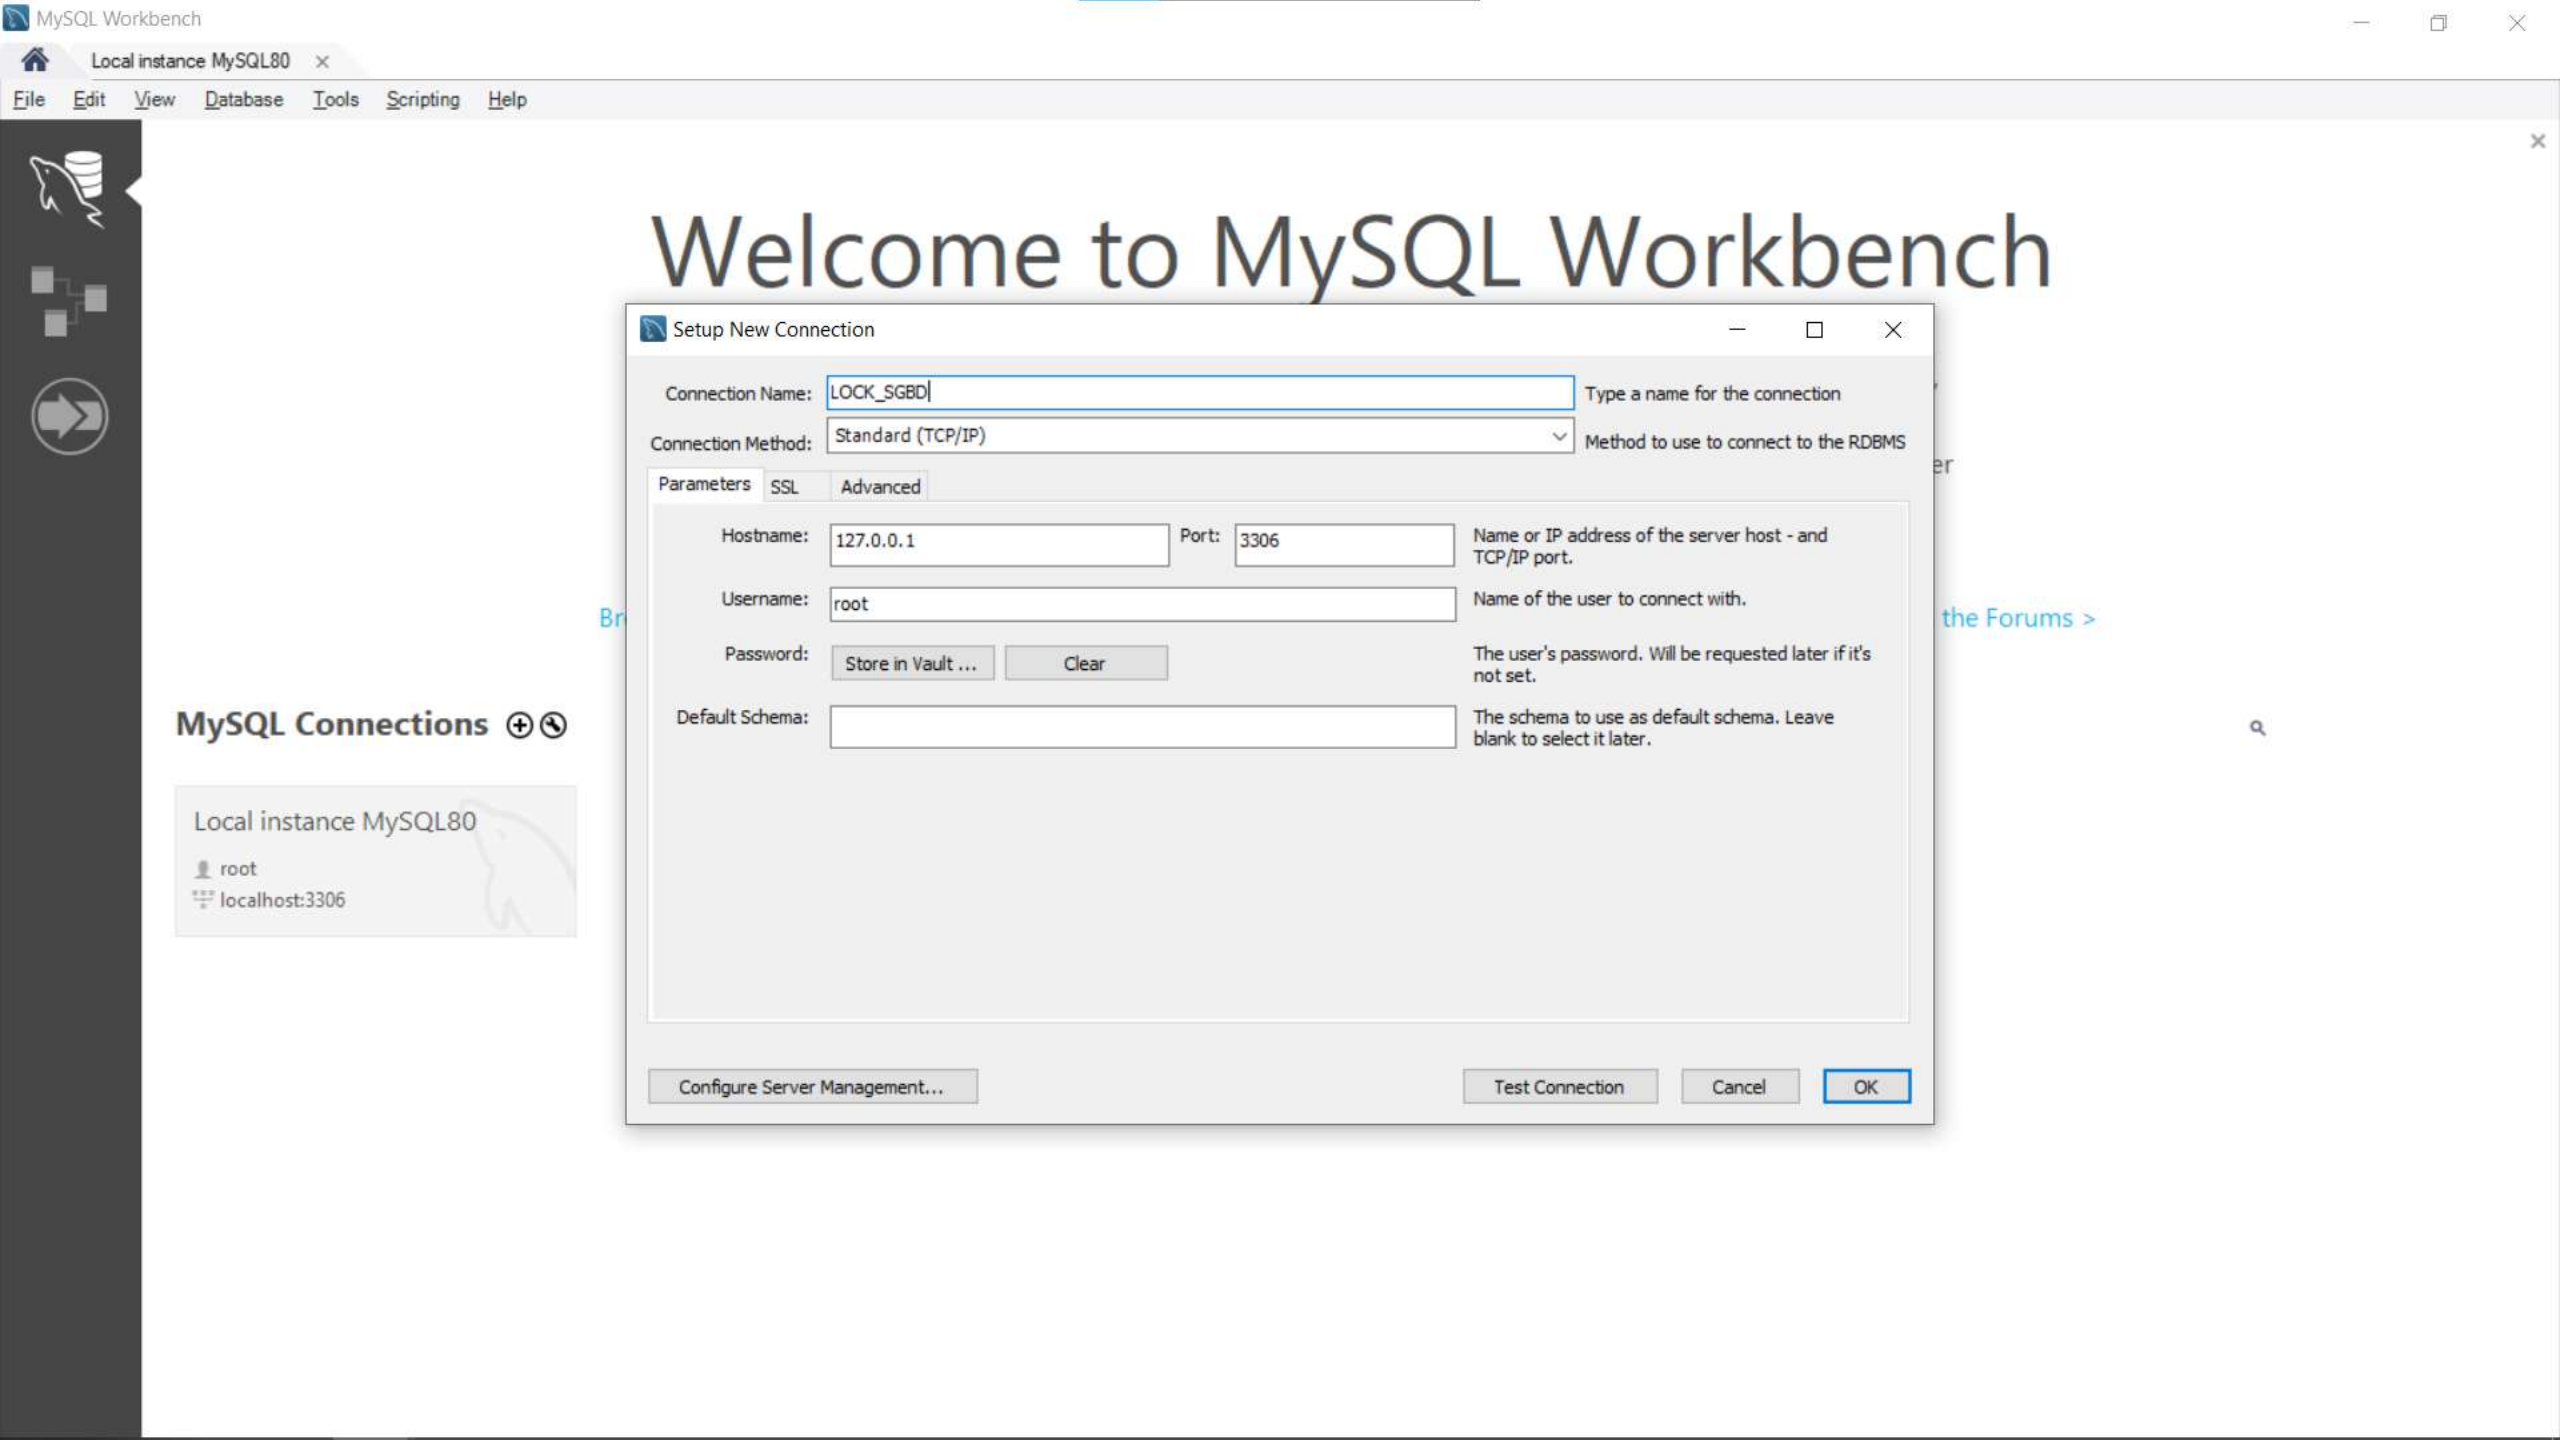 MySQL Workbench
Local instance MySQL80
File Edit View Database Tools Scripting Help
Welcome to MySQL Workbench
Setup New Connection
Connection Name: LOCK_SGBD Type a name for the connection
Connection Method: Standard (TCP/IP) Method to use to connect to the RDBMS
Parameters SSL Advanced
er
Hostname: 127.0.0.1 Port: 3306 Name or IP address of the server host - and
TCP/IP port.
Username: root Name of the user to connect with.
Br the Forums >
Password: Store in Vault ... Clear The user's password. Will be requested later if it's
not set.
Default Schema: The schema to use as default schema. Leave
blank to select it later.
MySQL Connections
Local instance MySQL80
root
localhost:3306
Configure Server Management... Test Connection Cancel OK